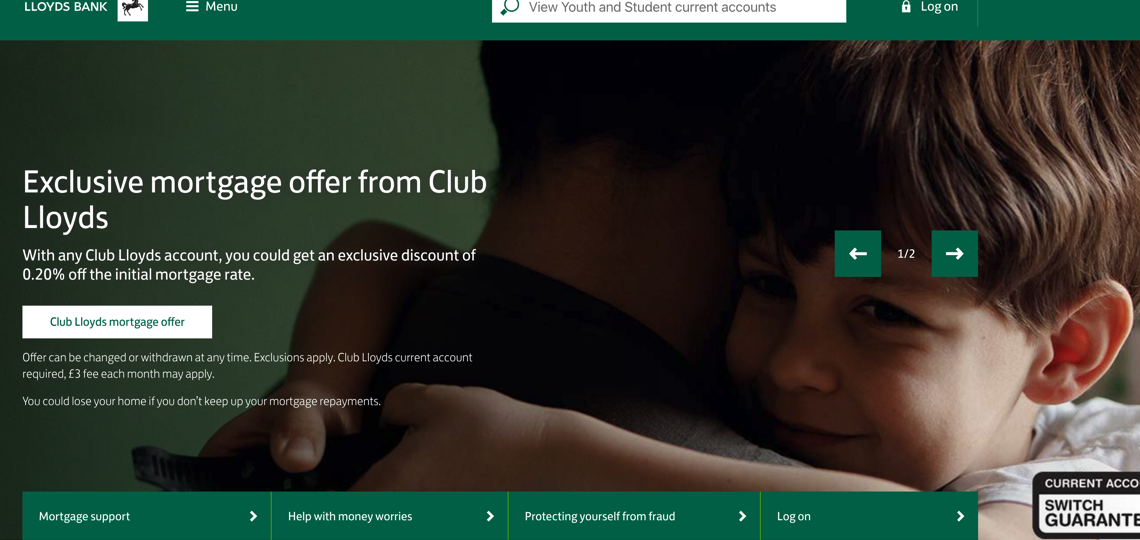 LLOYDS BANK
Menu
View Youth and Student current accounts
Log on
Exclusive mortgage offer from Club
Lloyds
With any Club Lloyds account, you could get an exclusive discount of
0.20% off the initial mortgage rate.
Club Lloyds mortgage offer
Offer can be changed or withdrawn at any time. Exclusions apply. Club Lloyds current account
required, £3 fee each month may apply.
You could lose your home if you don't keep up your mortgage repayments.
1/2
Mortgage support
Help with money worries
Protecting yourself from fraud
Log on
CURRENT ACCO
SWITCH
GUARANTE